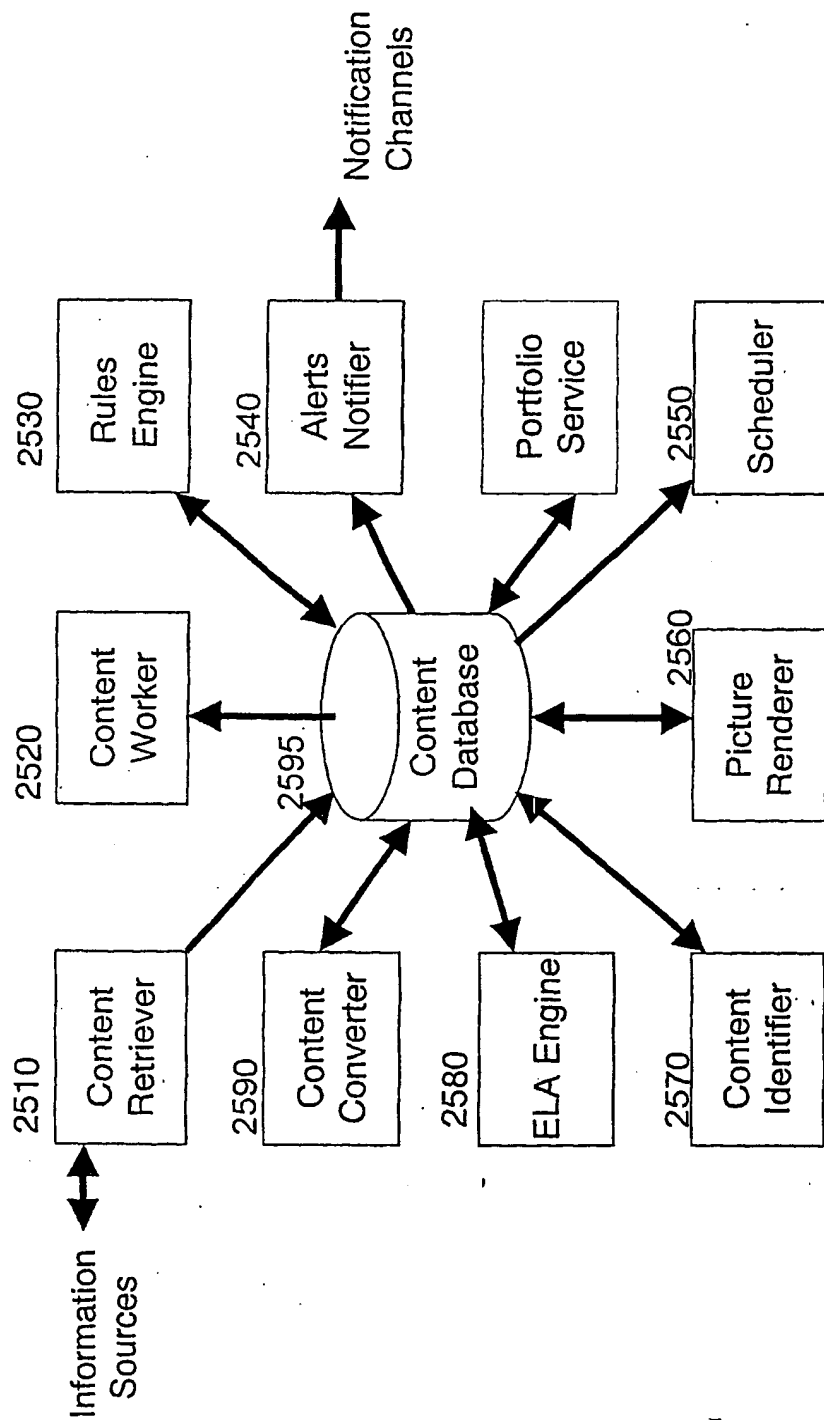 Information
Sources
2510
Content
Retriever
2520
Content
Worker
2530
Rules
Engine
2590
Content
Converter
2595
Content
Database
2540
Alerts
Notifier
Notification
Channels
2580
ELA Engine
Portfolio
Service
2570
Content
Identifier
2560
Picture
Renderer
2550
Scheduler